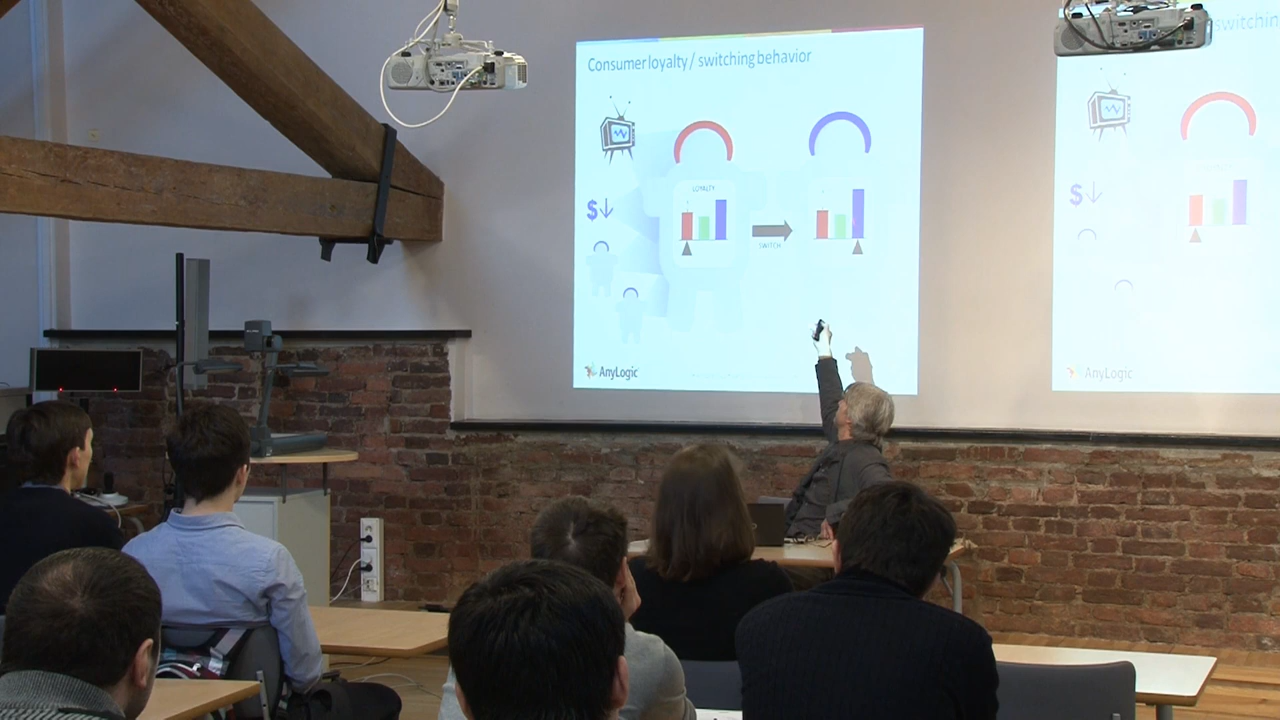 Consumer loyalty / switching behavior
LOYALTY
$
SWITCH
AnyLogic
switching
$
AnyLogic